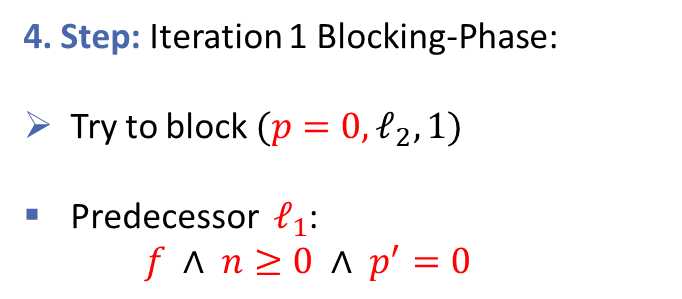 4. Step: Iteration 1 Blocking-Phase:
➢ Try to block (p = 0, ℓ₂, 1)
▪ Predecessor ℓ₁:
f ∧ n ≥ 0 ∧ p′ = 0